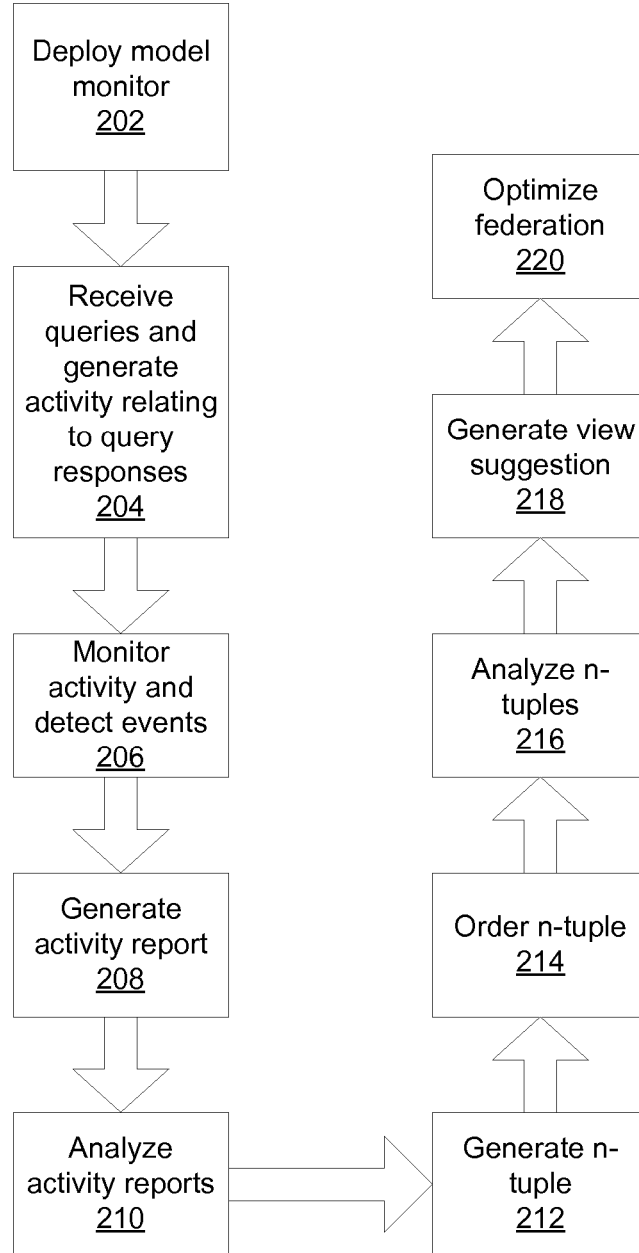 Deploy model
monitor
202
Receive
queries and
generate
activity relating
to query
responses
204
Monitor
activity and
detect events
206
Generate
activity report
208
Analyze
activity reports
210
Generate n-
tuple
212
Order n-tuple
214
Analyze n-
tuples
216
Generate view
suggestion
218
Optimize
federation
220